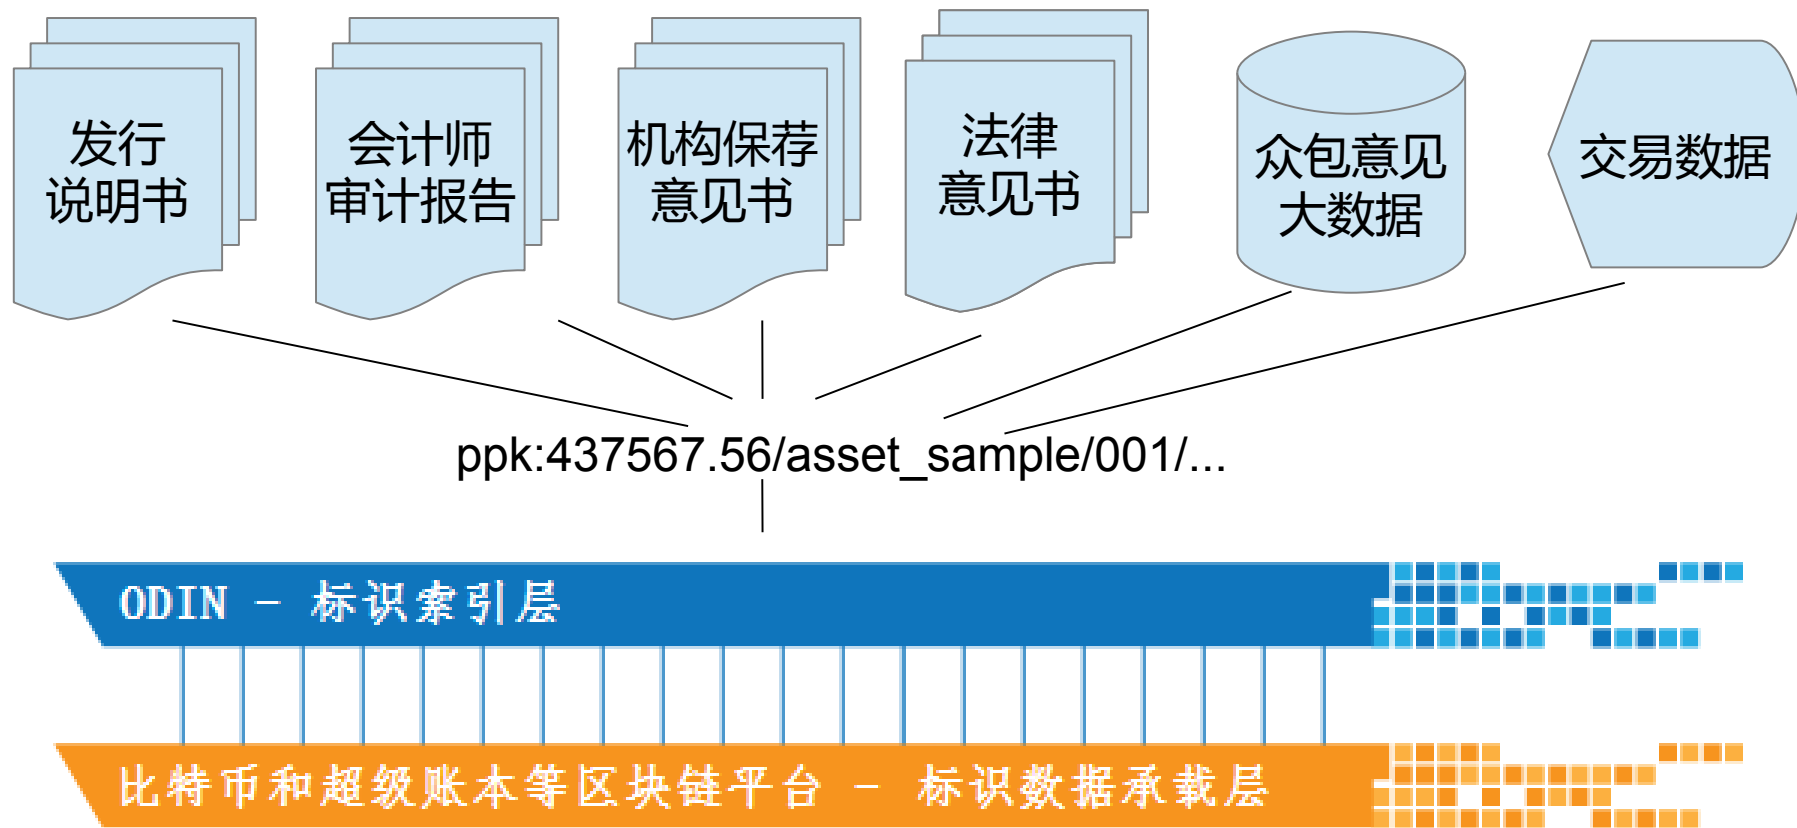 发行
说明书
会计师
审计报告
机构保荐
意见书
法律
意见书
众包意见
大数据
交易数据
ppk:437567.56/asset_sample/001/...
ODIN - 标识索引层
比特币和超级账本等区块链平台 - 标识数据承载层